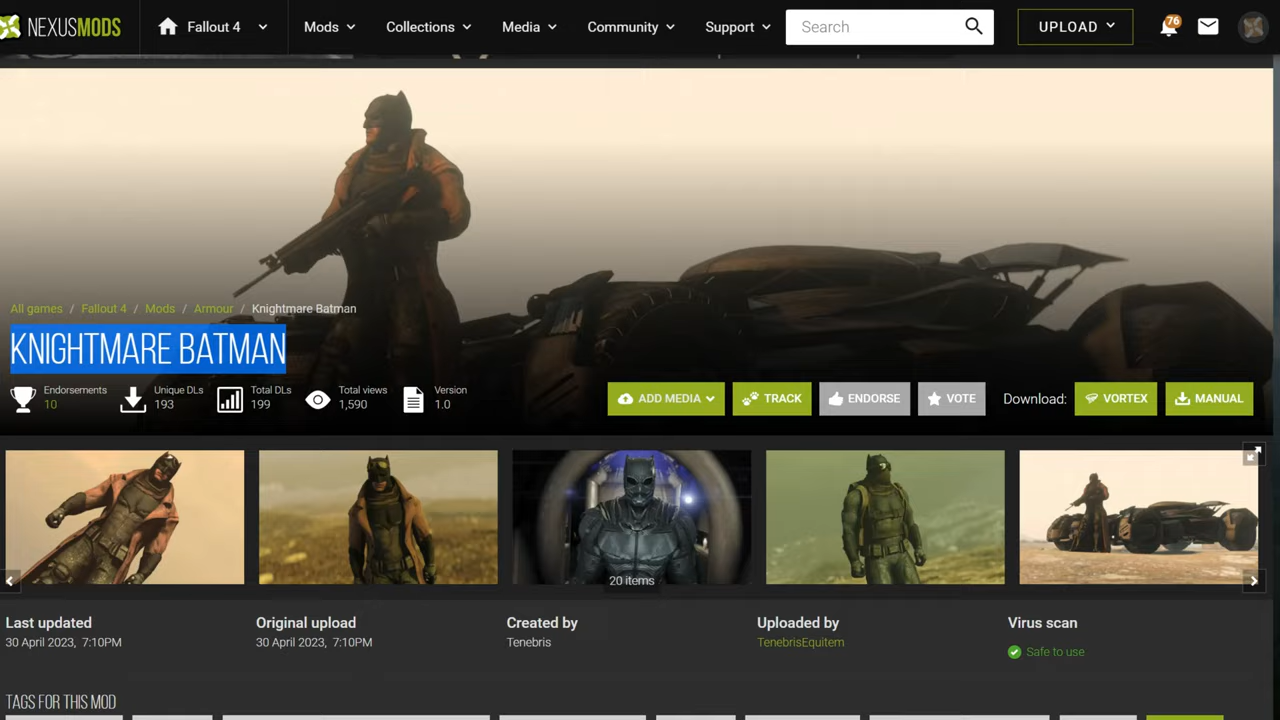 NEXUSMODS Fallout 4 Mods Collections Media Community Support Search UPLOAD 76
All games / Fallout 4 / Mods / Armour / Knightmare Batman
KNIGHTMARE BATMAN
Endorsements Unique DLs Total DLs Total views Version
10 193 199 1,590 1.0
ADD MEDIA TRACK ENDORSE VOTE Download: VORTEX MANUAL
20 items
Last updated Original upload Created by Uploaded by Virus scan
30 April 2023, 7:10PM 30 April 2023, 7:10PM Tenebris TenebrisEquitem Safe to use
TAGS FOR THIS MOD